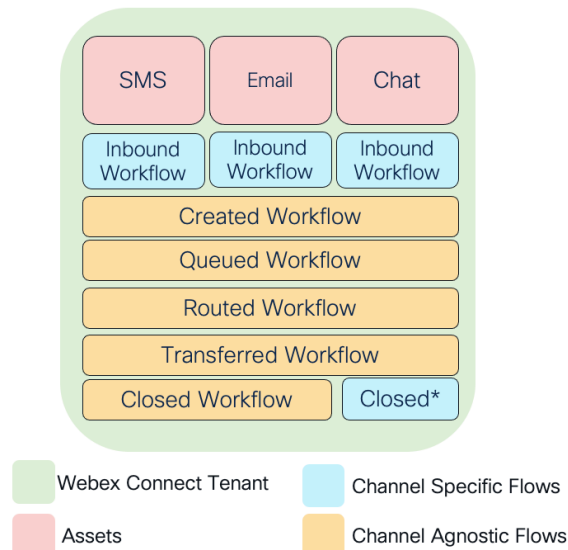 SMS
Email
Chat
Inbound
Workflow
Inbound
Workflow
Inbound
Workflow
Created Workflow
Queued Workflow
Routed Workflow
Transferred Workflow
Closed Workflow
Closed*
Webex Connect Tenant
Channel Specific Flows
Assets
Channel Agnostic Flows